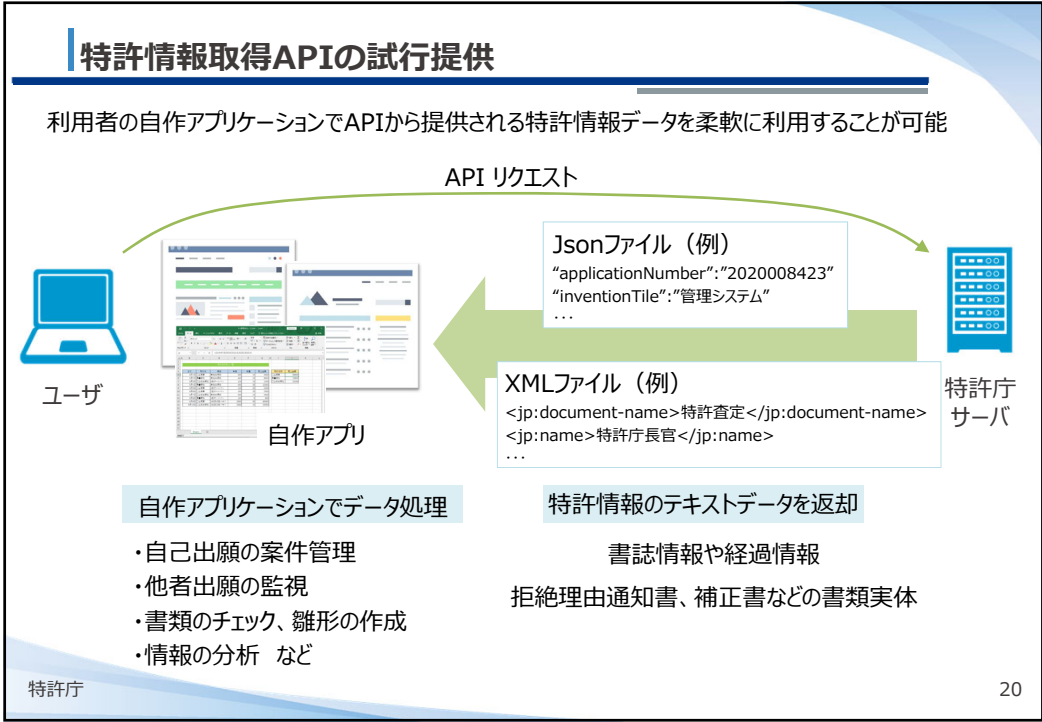 特許情報取得APIの試行提供
利用者の自作アプリケーションでAPIから提供される特許情報データを柔軟に利用することが可能
API リクエスト
Jsonファイル（例）
“applicationNumber”:”2020008423”
“inventionTile”:”管理システム”
...
XMLファイル（例）
<jp:document-name>特許査定</jp:document-name>
<jp:name>特許庁長官</jp:name>
...
ユーザ
自作アプリ
特許庁
サーバ
自作アプリケーションでデータ処理
・自己出願の案件管理
・他者出願の監視
・書類のチェック、雛形の作成
・情報の分析　など
特許情報のテキストデータを返却
書誌情報や経過情報
拒絶理由通知書、補正書などの書類実体
特許庁
20